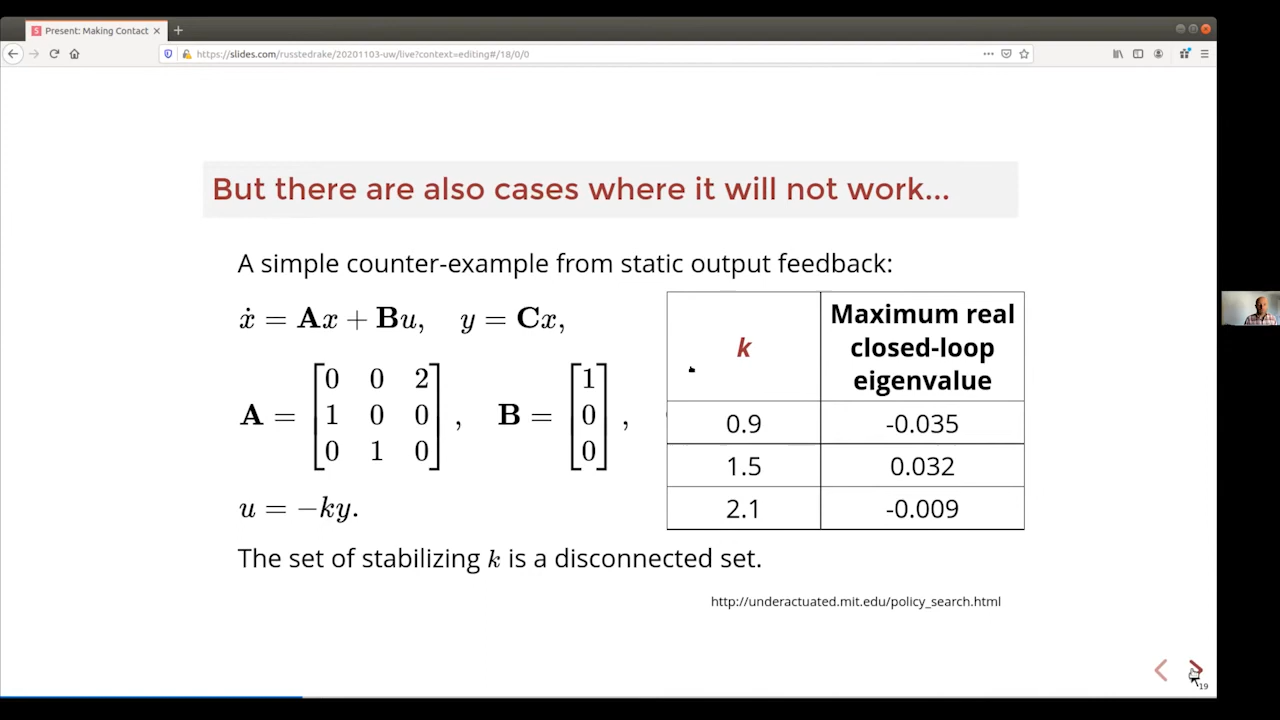 Present: Making Contact
https://slides.com/russtedrake/20201103-uw/live?context=editing#/18/0/0
But there are also cases where it will not work...
A simple counter-example from static output feedback:
ẋ = Ax + Bu, y = Cx,
A = [0 0 2
1 0 0
0 1 0], B = [1
0
0],
u = −ky.
k Maximum real closed-loop eigenvalue
0.9 -0.035
1.5 0.032
2.1 -0.009
The set of stabilizing k is a disconnected set.
http://underactuated.mit.edu/policy_search.html
19